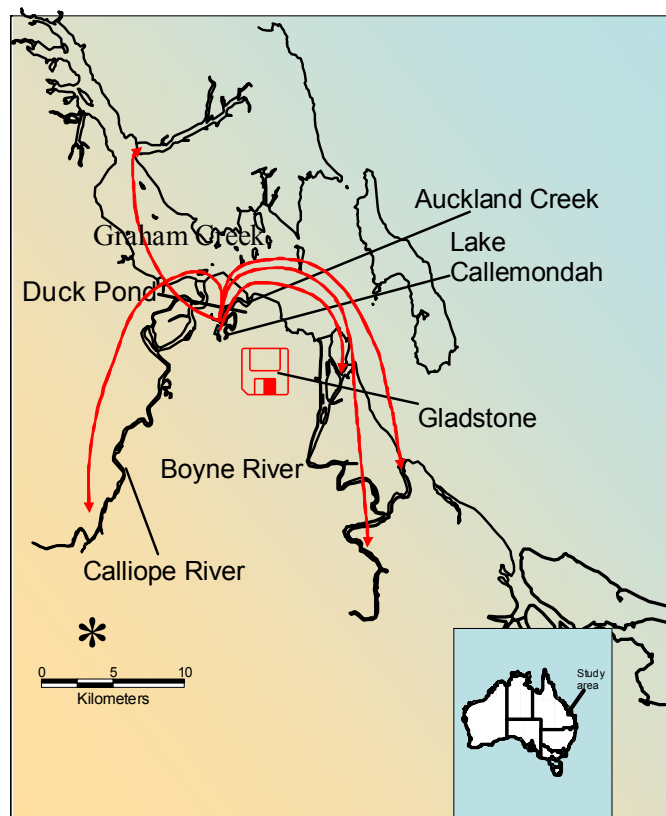 Auckland Creek
Graham Creek
Lake
Callemondah
Duck Pond
Gladstone
Boyne River
Calliope River
0 5 10
Kilometers
Study
area